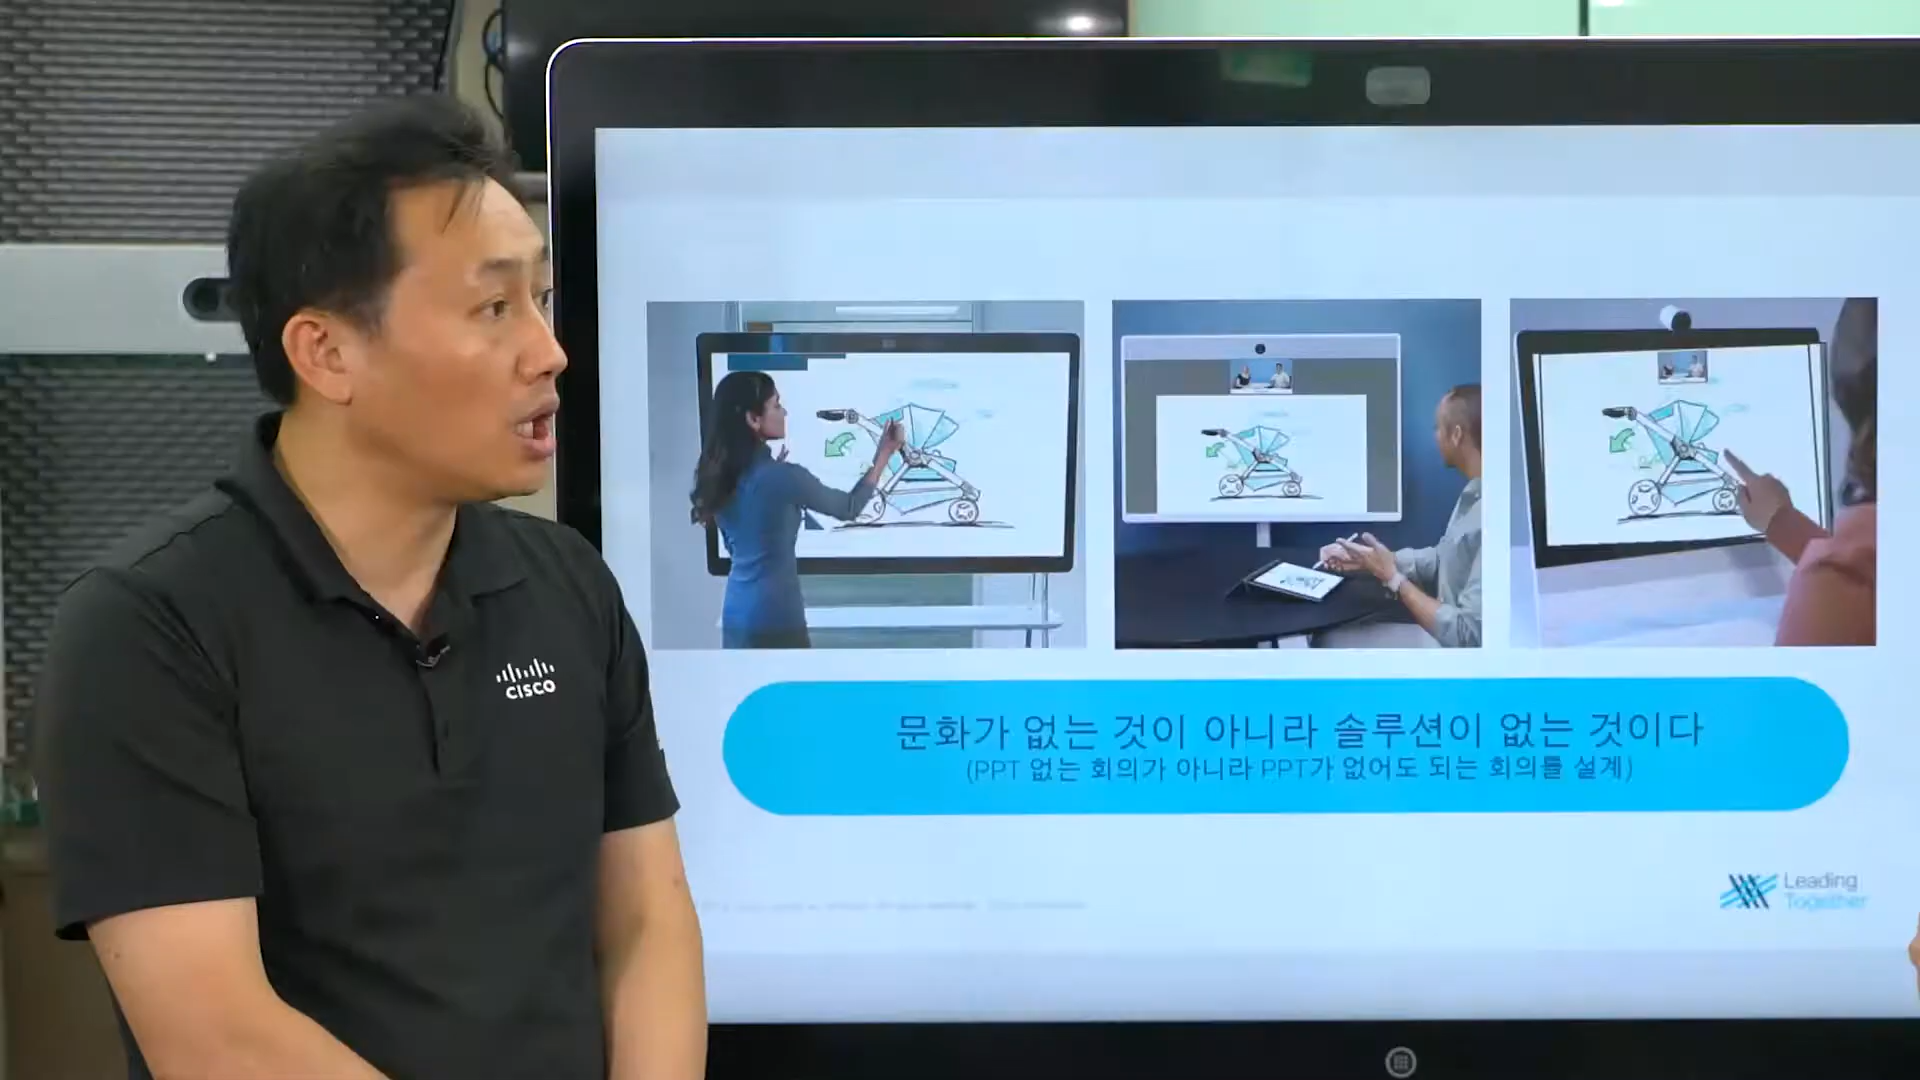 CISCO
문화가 없는 것이 아니라 솔루션이 없는 것이다
(PPT 없는 회의가 아니라 PPT가 없어도 되는 회의를 설계)
Leading
Together